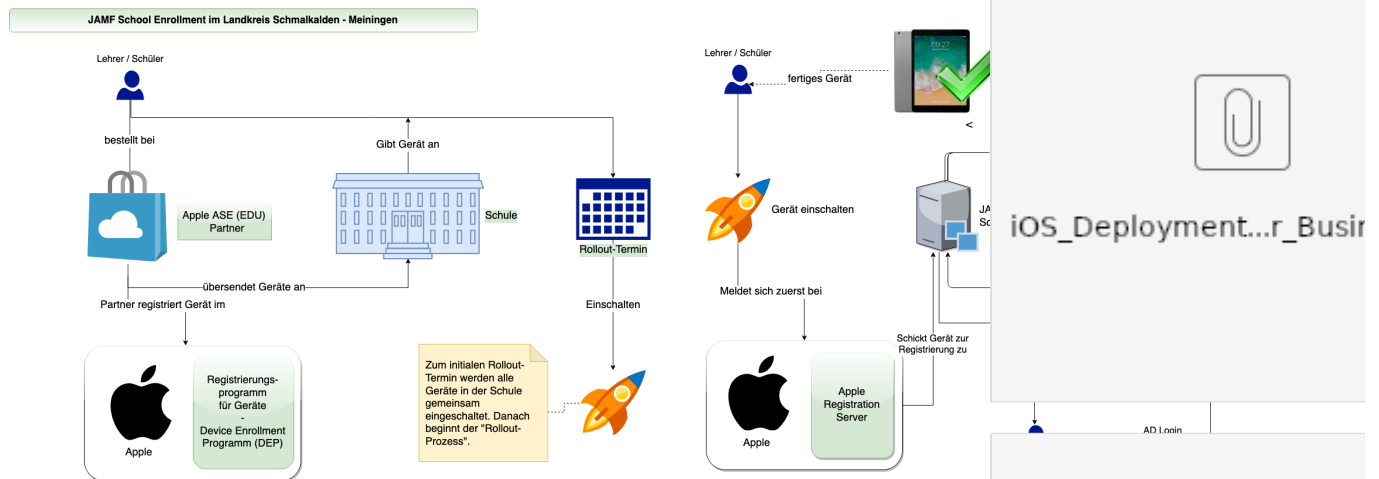 JAMF School Enrollment im Landkreis Schmalkalden - Meiningen
Lehrer / Schüler
bestellt bei
Apple ASE (EDU)
Partner
Gibt Gerät an
Schule
Rollout-Termin
übersendet Geräte an
Partner registriert Gerät im
Einschalten
Apple
Registrierungs-
programm
für Geräte
-
Device Enrollment
Programm (DEP)
Zum initialen Rollout-
Termin werden alle
Geräte in der Schule
gemeinsam
eingeschaltet. Danach
beginnt der "Rollout-
Prozess".
Lehrer / Schüler
fertiges Gerät
09:27
<
Gerät einschalten
Meldet sich zuerst bei
Schickt Gerät zur
Registrierung zu
Apple
Apple
Registration
Server
JA
Sc
iOS_Deployment...r_Busin
AD Login